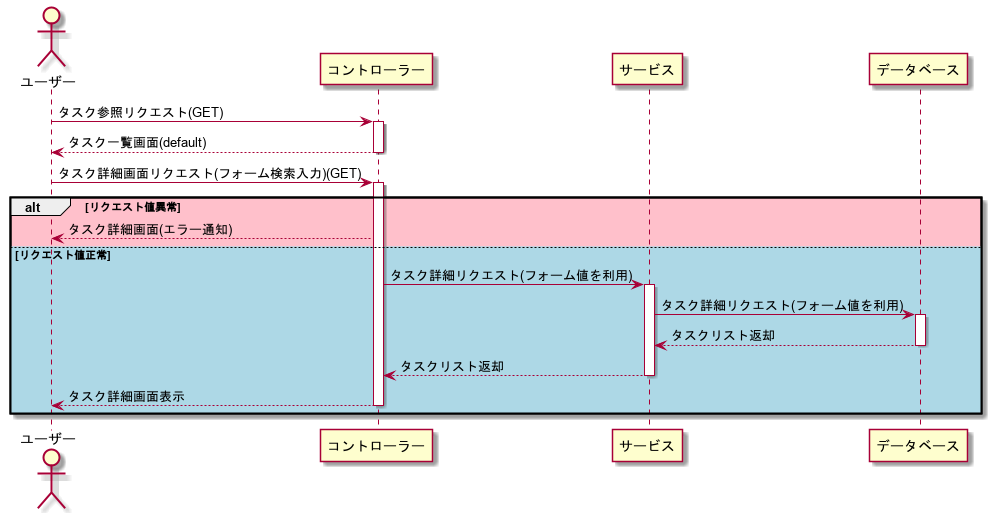 ユーザー
コントローラー
サービス
データベース
タスク参照リクエスト(GET)
タスク一覧画面(default)
タスク詳細画面リクエスト(フォーム検索入力)(GET)
alt
[リクエスト値異常]
タスク詳細画面(エラー通知)
[リクエスト値正常]
タスク詳細リクエスト(フォーム値を利用)
タスク詳細リクエスト(フォーム値を利用)
タスクリスト返却
タスクリスト返却
タスク詳細画面表示
ユーザー
コントローラー
サービス
データベース